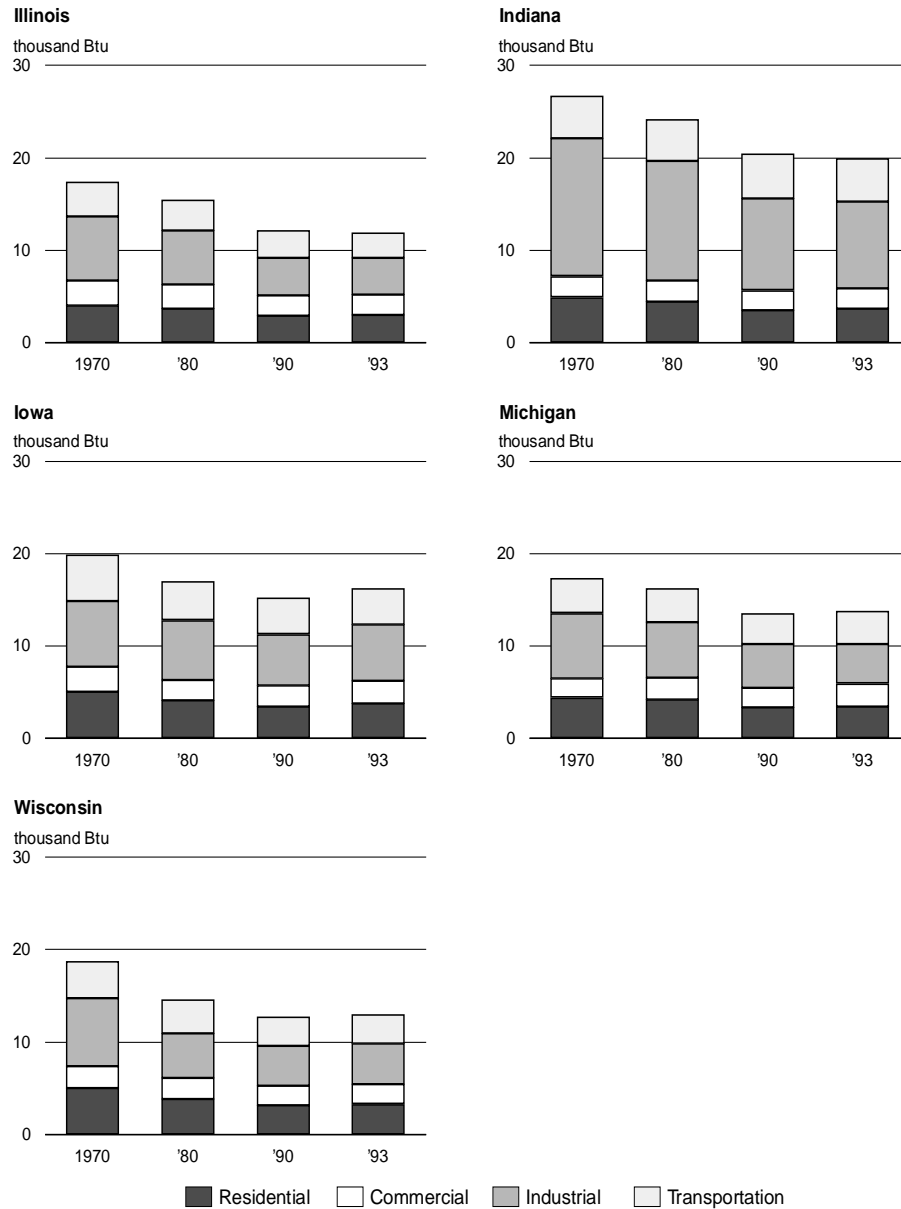 Illinois
thousand Btu
30
20
10
0
1970 ’80 ’90 ’93
Indiana
thousand Btu
30
20
10
0
1970 ’80 ’90 ’93
Iowa
thousand Btu
30
20
10
0
1970 ’80 ’90 ’93
Michigan
thousand Btu
30
20
10
0
1970 ’80 ’90 ’93
Wisconsin
thousand Btu
30
20
10
0
1970 ’80 ’90 ’93
Residential Commercial Industrial Transportation